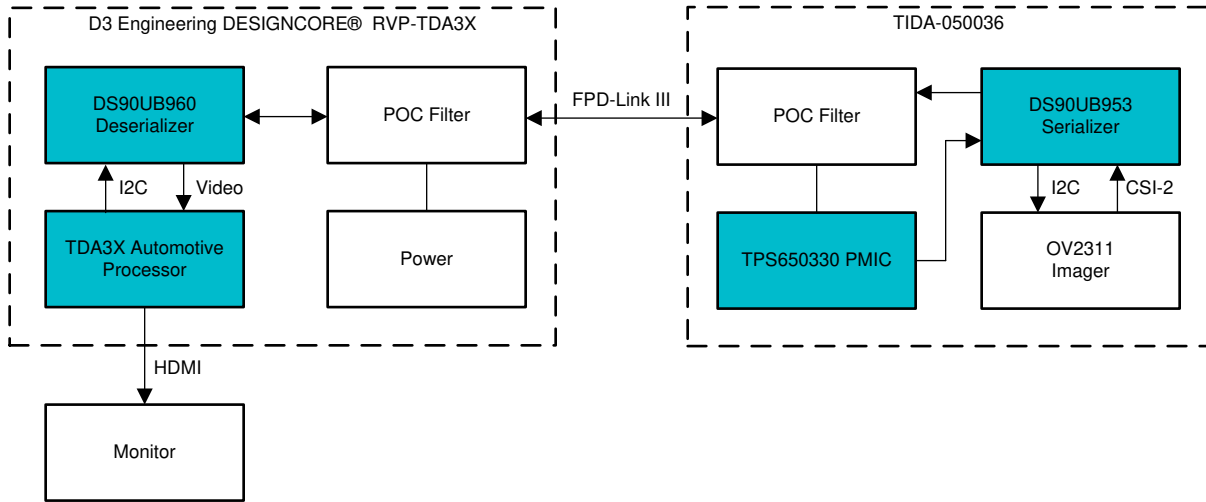 D3 Engineering DESIGNCORE® RVP-TDA3X
DS90UB960
Deserializer
POC Filter
I2C
Video
TDA3X Automotive
Processor
Power
HDMI
Monitor
FPD-Link III
TIDA-050036
POC Filter
DS90UB953
Serializer
I2C
CSI-2
TPS650330 PMIC
OV2311
Imager